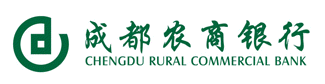 成都农商银行
CHENGDU RURAL COMMERCIAL BANK